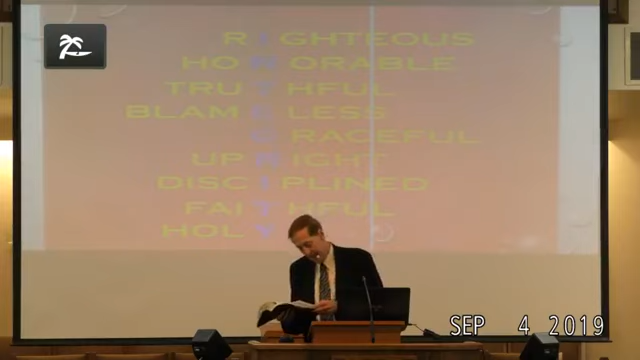 RIGHTEOUS
HONORABLE
TRUTHFUL
BLAMELESS
GRACEFUL
UPRIGHT
DISCIPLINED
FAITHFUL
HOLY
SEP 4 2019